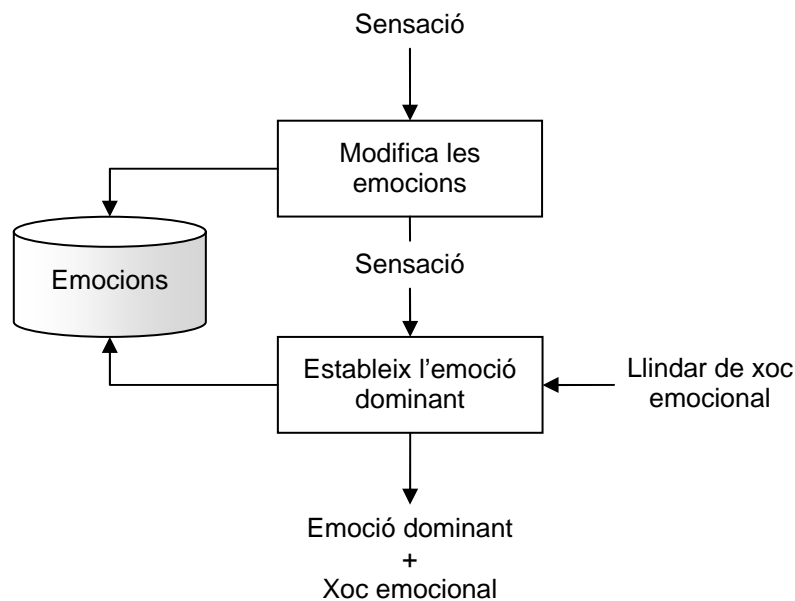 Sensació
Modifica les
emocions
Emocions
Sensació
Estableix l’emoció
dominant
Llindar de xoc
emocional
Emoció dominant
+
Xoc emocional